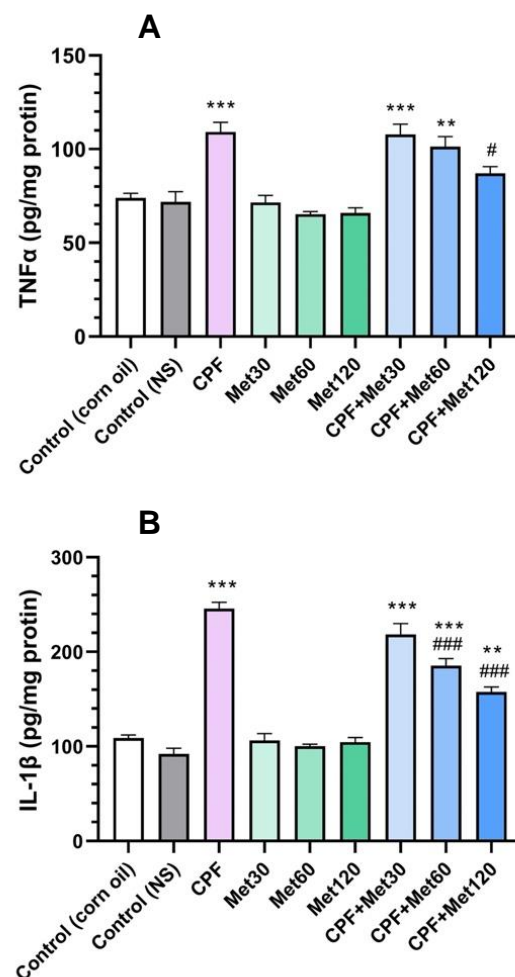 A
TNFα (pg/mg protin)
150
100
50
0
***
***
**
#
Control (corn oil)
Control (NS)
CPF
Met30
Met60
Met120
CPF+Met30
CPF+Met60
CPF+Met120
B
IL-1β (pg/mg protin)
300
200
100
0
***
***
***
###
**
###
Control (corn oil)
Control (NS)
CPF
Met30
Met60
Met120
CPF+Met30
CPF+Met60
CPF+Met120